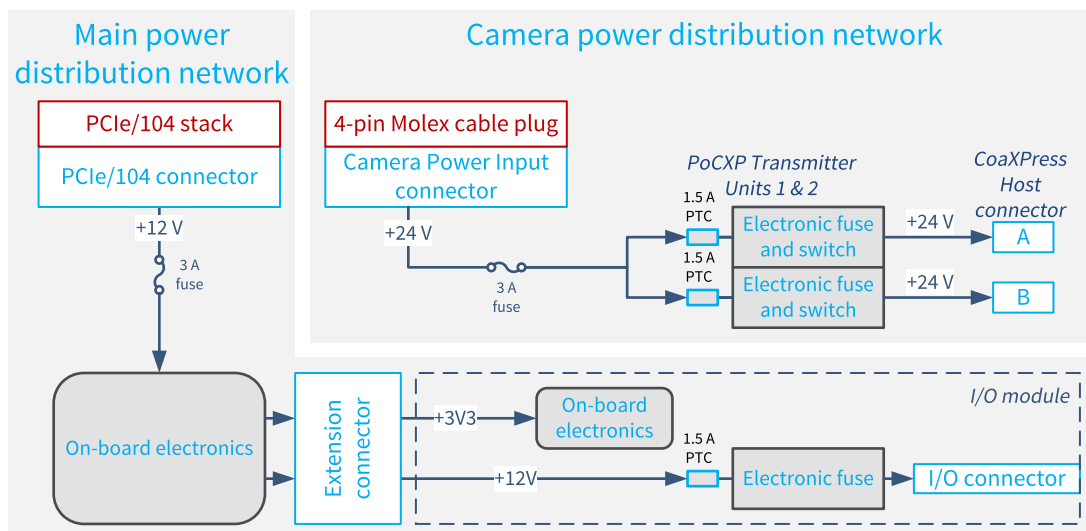 Main power
distribution network
PCIe/104 stack
PCIe/104 connector
+12 V
3 A
fuse
On-board electronics
Camera power distribution network
4-pin Molex cable plug
Camera Power Input
connector
+24 V
3 A
fuse
PoCXP Transmitter
Units 1 & 2
1.5 A
PTC
Electronic fuse
and switch
+24 V
CoaXPress
Host
connector
A
1.5 A
PTC
Electronic fuse
and switch
+24 V
B
Extension
connector
I/O module
+3V3
On-board
electronics
+12V
1.5 A
PTC
Electronic fuse
I/O connector